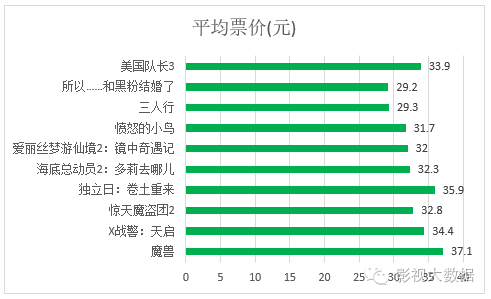 平均票价(元)
美国队长3 33.9
所以……和黑粉结婚了 29.2
三人行 29.3
愤怒的小鸟 31.7
爱丽丝梦游仙境2：镜中奇遇记 32
海底总动员2：多莉去哪儿 32.3
独立日：卷土重来 35.9
惊天魔盗团2 32.8
X战警：天启 34.4
魔兽 37.1
0 5 10 15 20 25 30 35 40
影视大数据